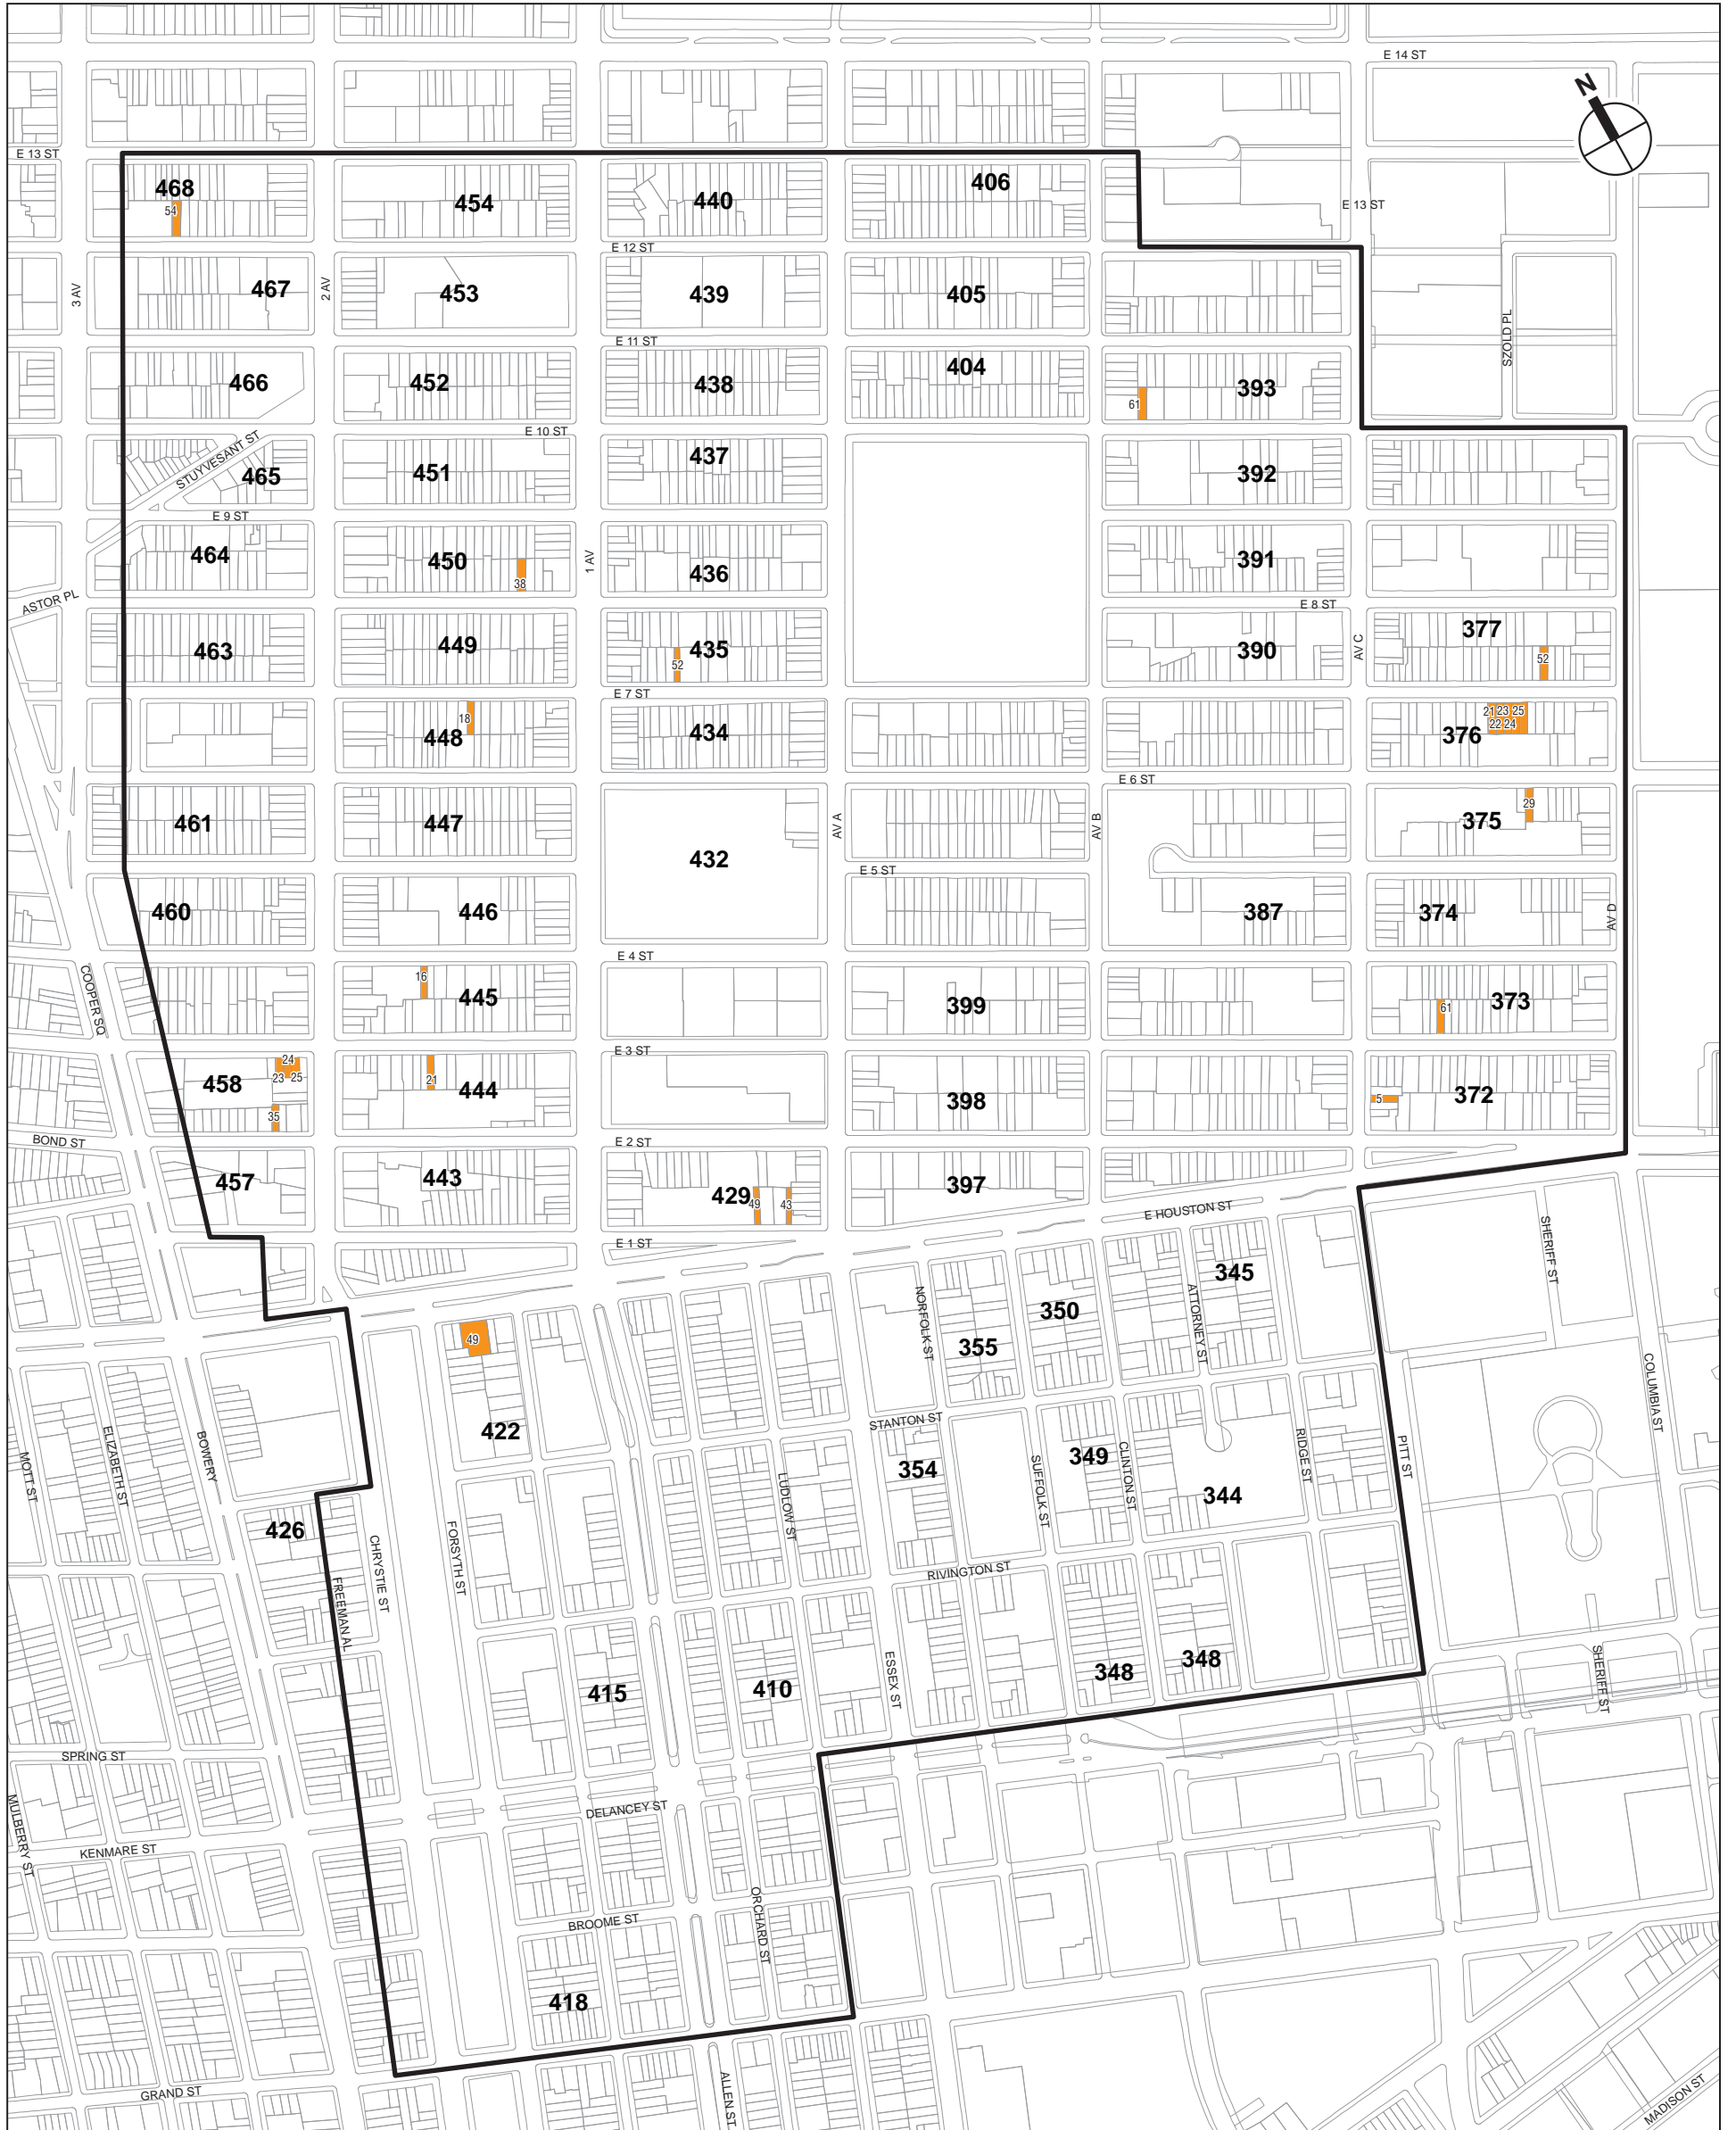 E 14 ST
N
E 13 ST
468
54
454
440
406
E 13 ST
E 12 ST
3 AV
467
2 AV
453
439
405
SZOLD PL
E 11 ST
466
452
438
404
61
393
E 10 ST
STUYVESANT ST
465
451
437
392
E 9 ST
464
450
38
1 AV
436
391
ASTOR PL
E 8 ST
463
449
435
52
390
AV C
377
52
E 7 ST
18
448
434
21 23 25
22 24
376
E 6 ST
461
447
432
AV A
AV B
29
375
E 5 ST
460
446
387
374
AV D
E 4 ST
COOPER SQ
16
445
399
61
373
E 3 ST
458
24
23 25
35
21
444
398
5
372
BOND ST
E 2 ST
457
443
429
49
43
397
E HOUSTON ST
E 1 ST
SHERIFF ST
345
NORFOLK ST
350
ATTORNEY ST
49
355
COLUMBIA ST
422
STANTON ST
MOTT ST
ELIZABETH ST
BOWERY
LUDLOW ST
354
SUFFOLK ST
349
CLINTON ST
344
RIDGE ST
PITT ST
426
FREEMAN AL
CHRYSTIE ST
FORSYTH ST
RIVINGTON ST
415
410
ESSEX ST
348
348
SHERIFF ST
SPRING ST
MULBERRY ST
DELANCEY ST
KENMARE ST
BROOME ST
ORCHARD ST
418
GRAND ST
ALLEN ST
MADISON ST